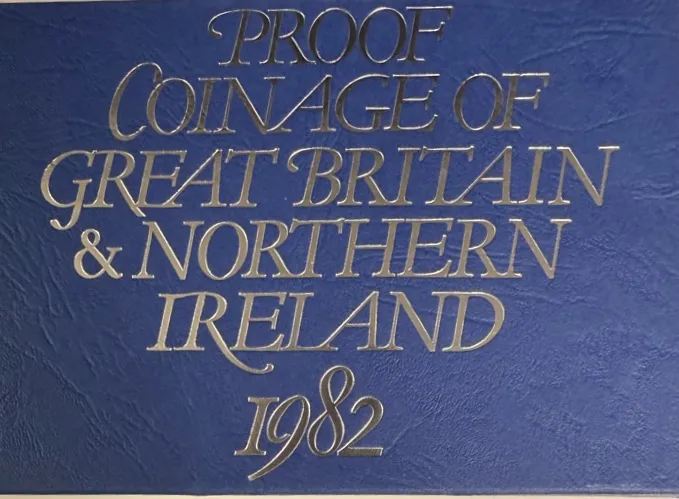 PROOF
COINAGE OF
GREAT BRITAIN
& NORTHERN
IRELAND
1982